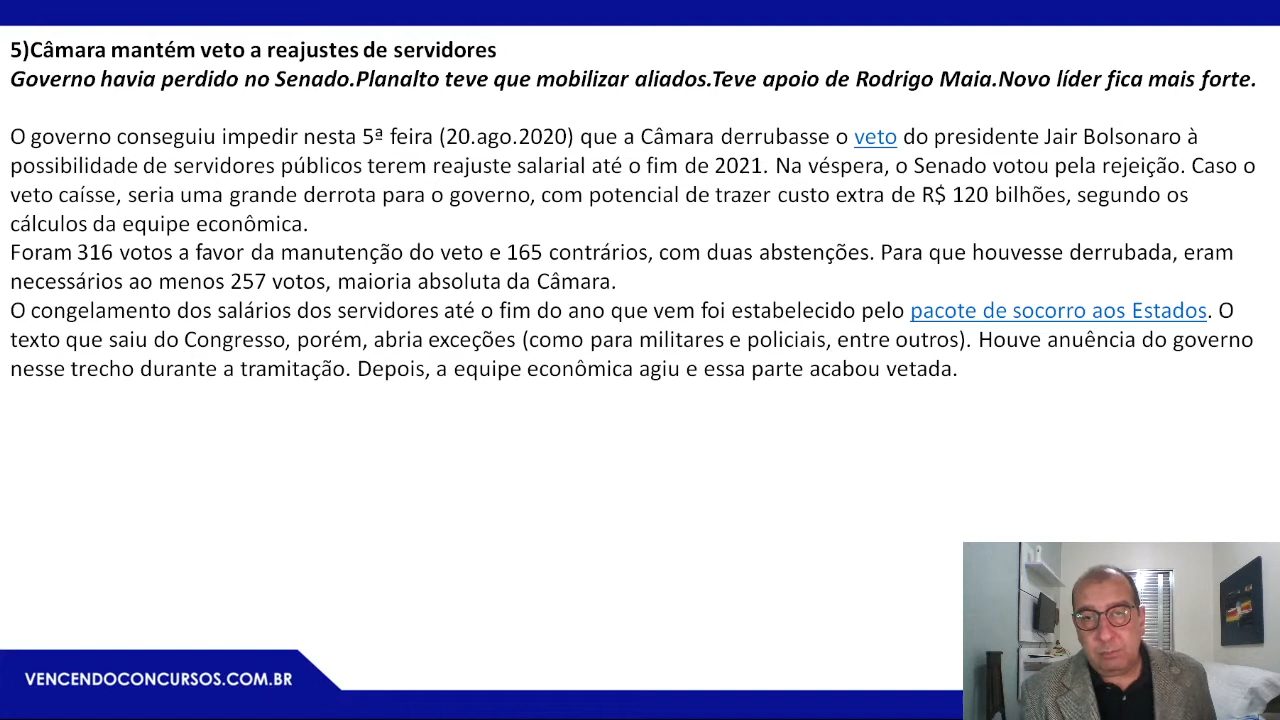 5)Câmara mantém veto a reajustes de servidores
Governo havia perdido no Senado.Planalto teve que mobilizar aliados.Teve apoio de Rodrigo Maia.Novo líder fica mais forte.
O governo conseguiu impedir nesta 5ª feira (20.ago.2020) que a Câmara derrubasse o veto do presidente Jair Bolsonaro à
possibilidade de servidores públicos terem reajuste salarial até o fim de 2021. Na véspera, o Senado votou pela rejeição. Caso o
veto caísse, seria uma grande derrota para o governo, com potencial de trazer custo extra de R$ 120 bilhões, segundo os
cálculos da equipe econômica.
Foram 316 votos a favor da manutenção do veto e 165 contrários, com duas abstenções. Para que houvesse derrubada, eram
necessários ao menos 257 votos, maioria absoluta da Câmara.
O congelamento dos salários dos servidores até o fim do ano que vem foi estabelecido pelo pacote de socorro aos Estados. O
texto que saiu do Congresso, porém, abria exceções (como para militares e policiais, entre outros). Houve anuência do governo
nesse trecho durante a tramitação. Depois, a equipe econômica agiu e essa parte acabou vetada.
VENCENDOCONCURSOS.COM.BR